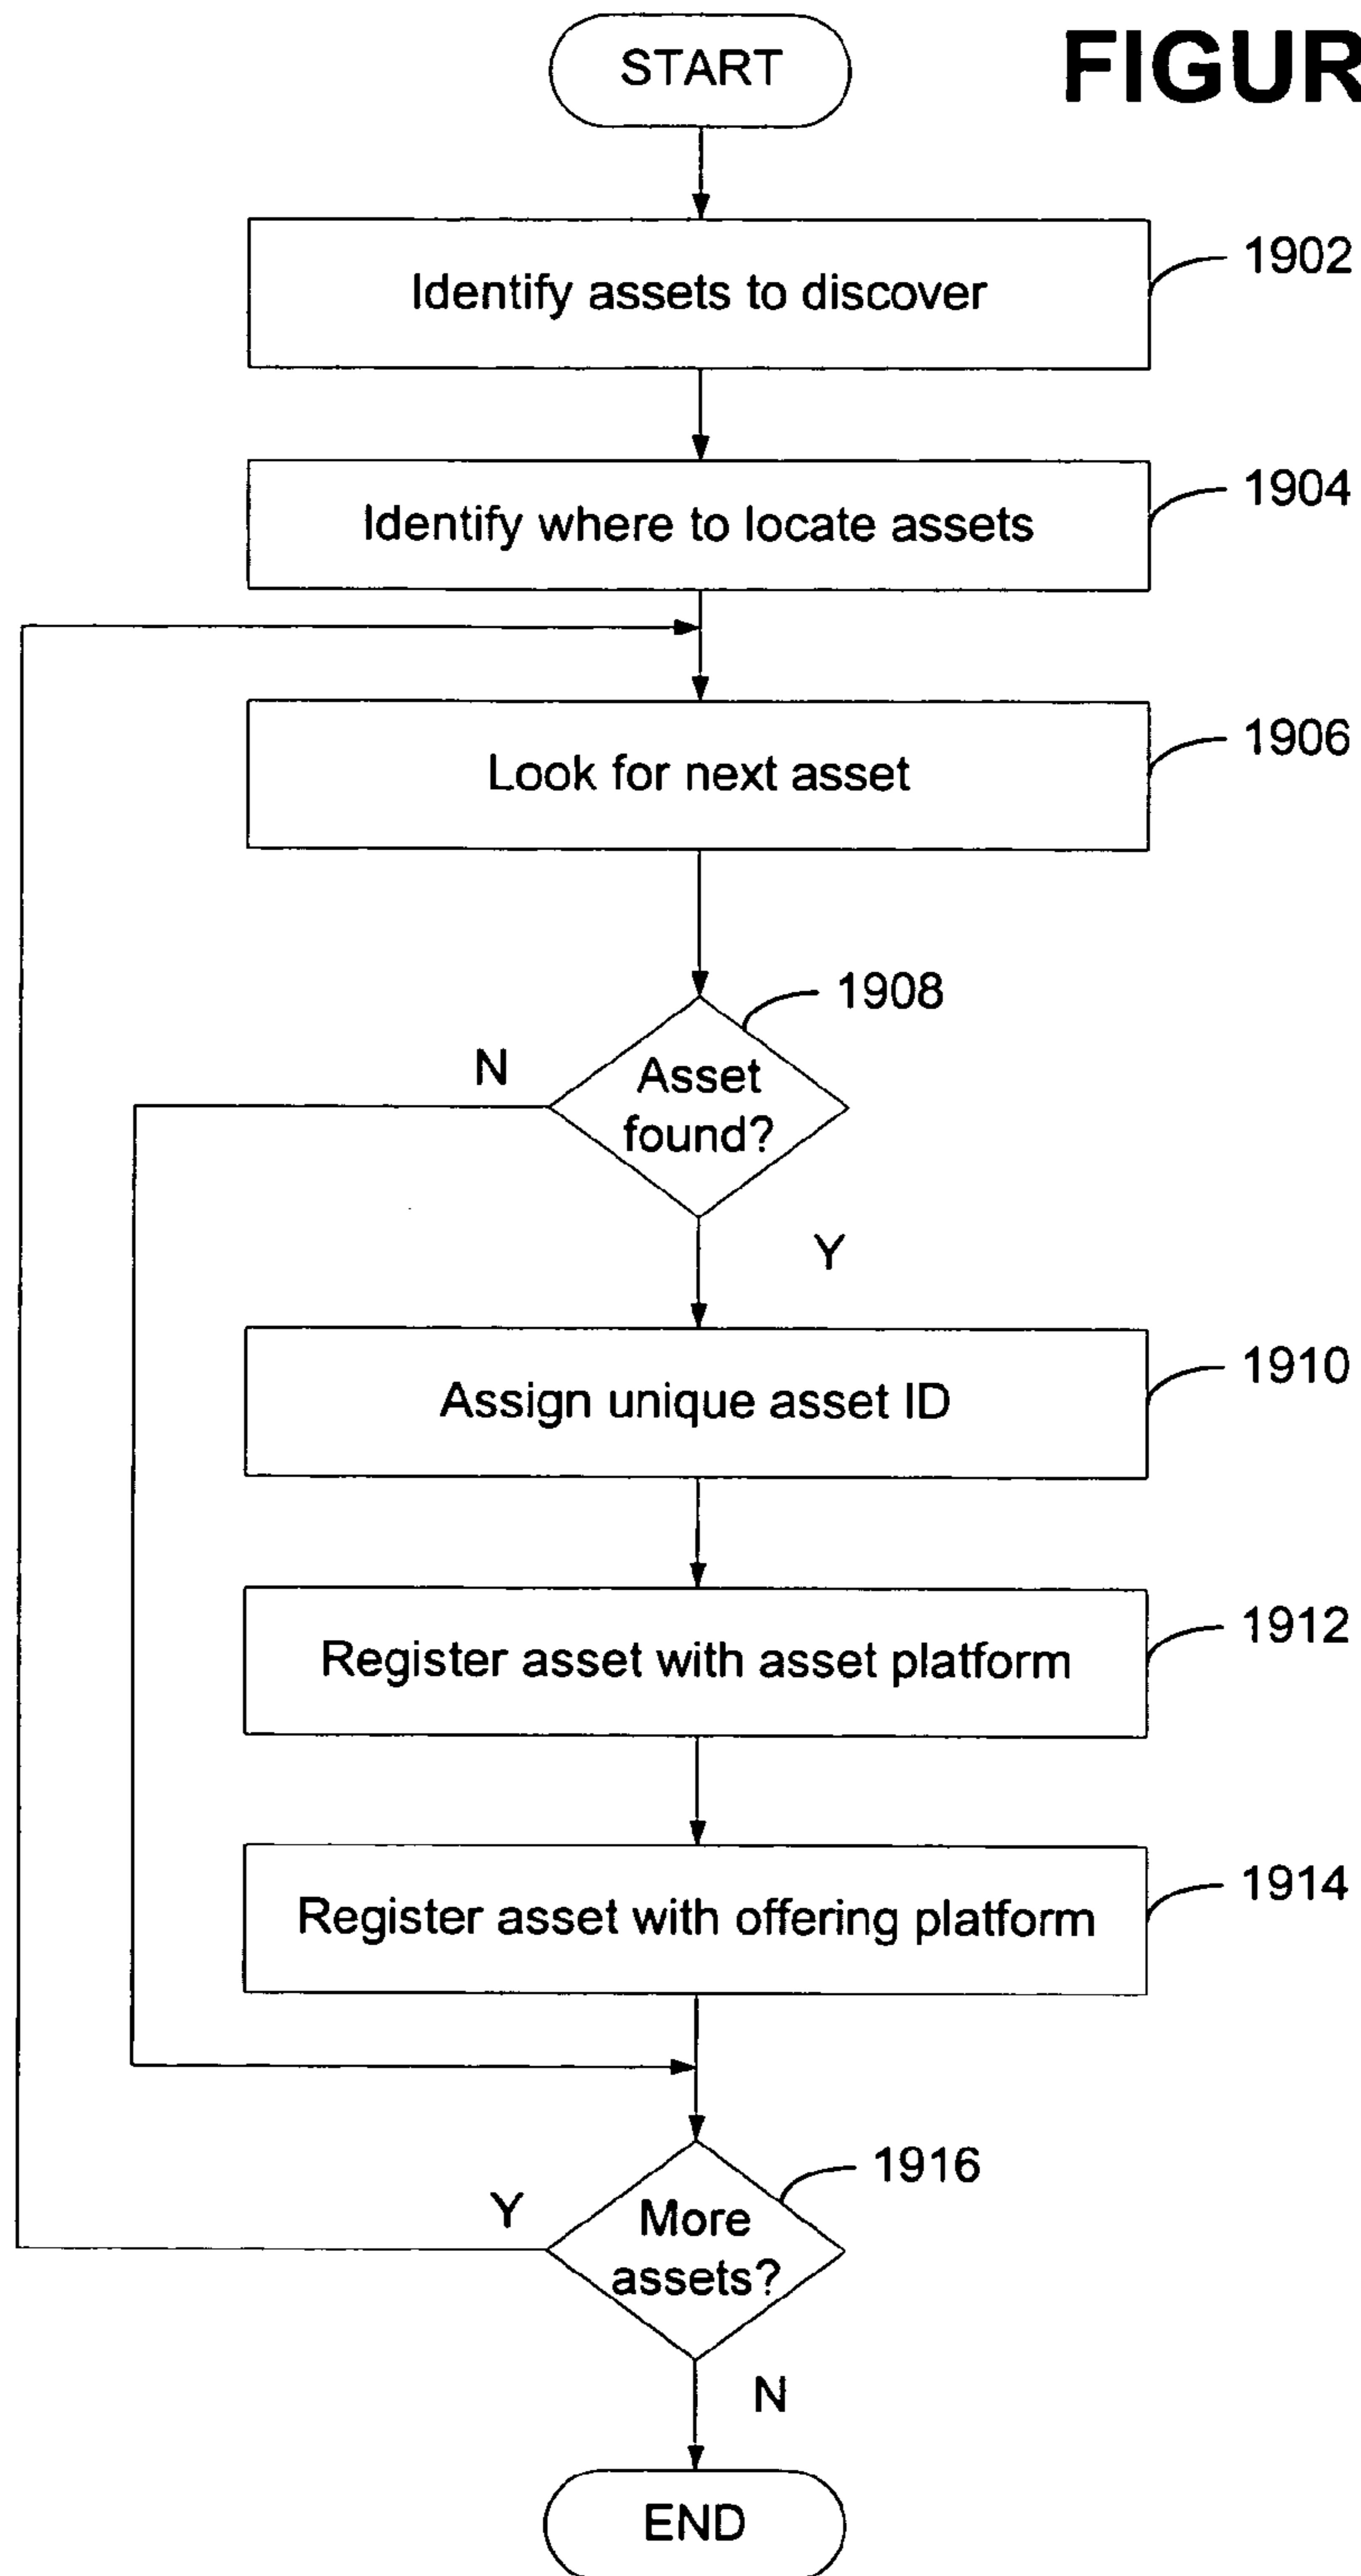 START
FIGUR
Identify assets to discover
1902
Identify where to locate assets
1904
Look for next asset
1906
1908
N
Asset
found?
Y
Assign unique asset ID
1910
Register asset with asset platform
1912
Register asset with offering platform
1914
1916
Y
More
assets?
N
END